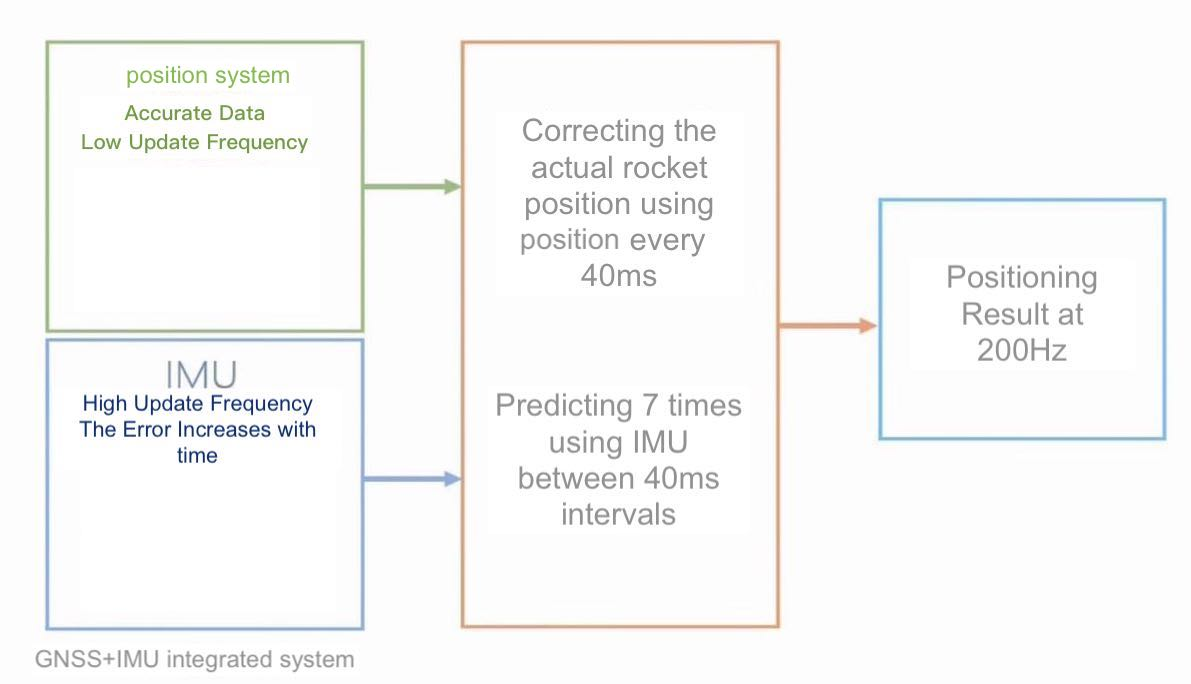 position system
Accurate Data
Low Update Frequency
IMU
High Update Frequency
The Error Increases with
time
GNSS+IMU integrated system
Correcting the
actual rocket
position using
position every
40ms
Predicting 7 times
using IMU
between 40ms
intervals
Positioning
Result at
200Hz